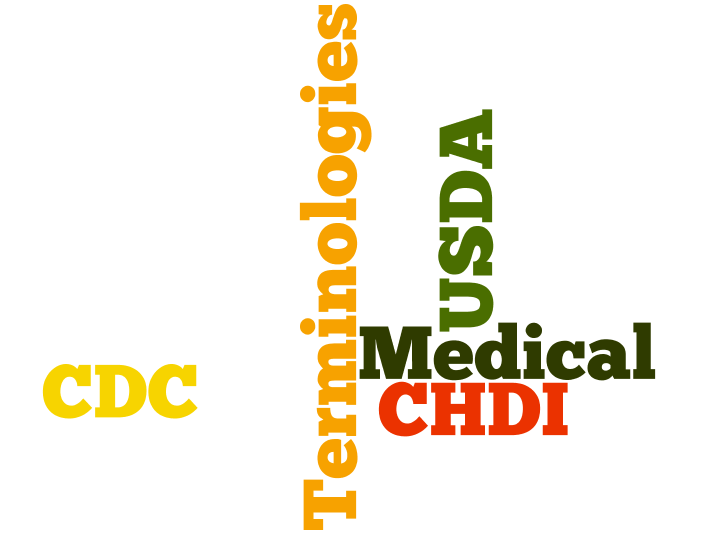 Terminologies
USDA
Medical
CDC
CHDI